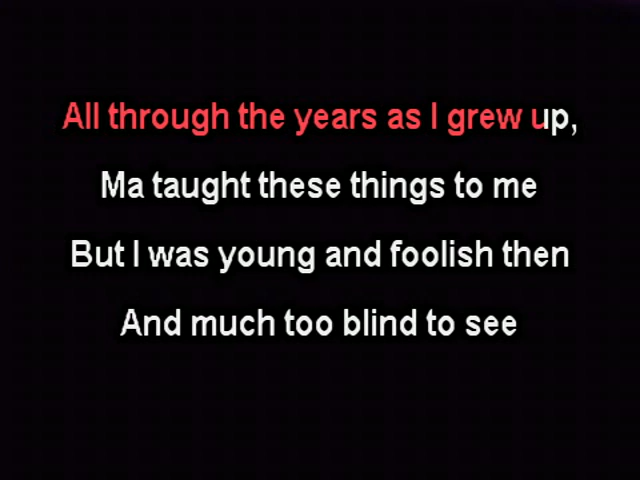 All through the years as I grew up,
Ma taught these things to me
But I was young and foolish then
And much too blind to see